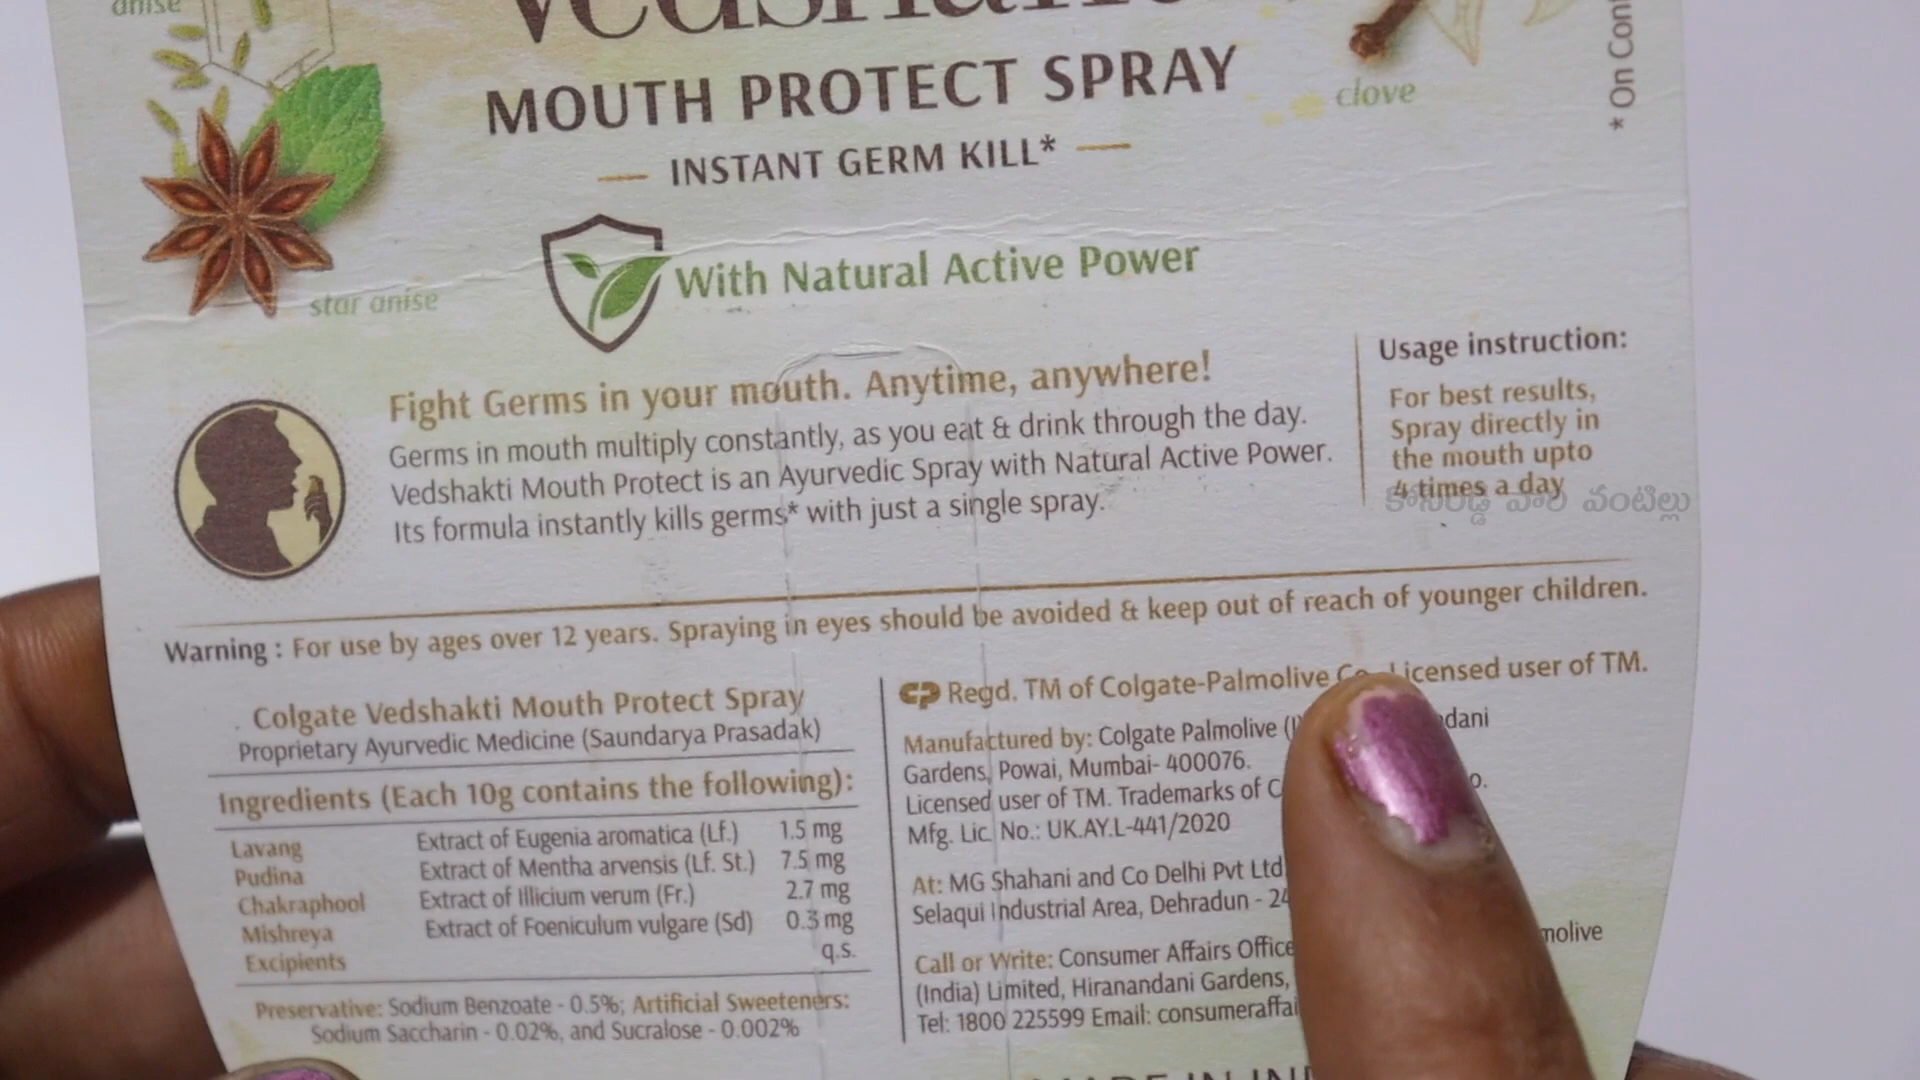 anise
Vedshakti
MOUTH PROTECT SPRAY
INSTANT GERM KILL*
clove
* On Cont
With Natural Active Power
star anise
Fight Germs in your mouth. Anytime, anywhere!
Germs in mouth multiply constantly, as you eat & drink through the day.
Vedshakti Mouth Protect is an Ayurvedic Spray with Natural Active Power.
Its formula instantly kills germs* with just a single spray.
Usage instruction:
For best results,
Spray directly in
the mouth upto
4 times a day
వారి వంటిల్లు
Warning : For use by ages over 12 years. Spraying in eyes should be avoided & keep out of reach of younger children.
Colgate Vedshakti Mouth Protect Spray
Proprietary Ayurvedic Medicine (Saundarya Prasadak)
Ingredients (Each 10g contains the following):
Lavang Extract of Eugenia aromatica (Lf.) 1.5 mg
Pudina Extract of Mentha arvensis (Lf. St.) 7.5 mg
Chakraphool Extract of Illicium verum (Fr.) 2.7 mg
Mishreya Extract of Foeniculum vulgare (Sd) 0.3 mg
Excipients q.s.
Preservative: Sodium Benzoate - 0.5%; Artificial Sweeteners:
Sodium Saccharin - 0.02%, and Sucralose - 0.002%
CP Regd. TM of Colgate-Palmolive Co. Licensed user of TM.
Manufactured by: Colgate Palmolive (I dani
Gardens, Powai, Mumbai- 400076.
Licensed user of TM. Trademarks of C o.
Mfg. Lic. No.: UK.AY.L-441/2020
At: MG Shahani and Co Delhi Pvt Ltd
Selaqui Industrial Area, Dehradun - 24
Call or Write: Consumer Affairs Office molive
(India) Limited, Hiranandani Gardens,
Tel: 1800 225599 Email: consumeraffai
MADE IN IN